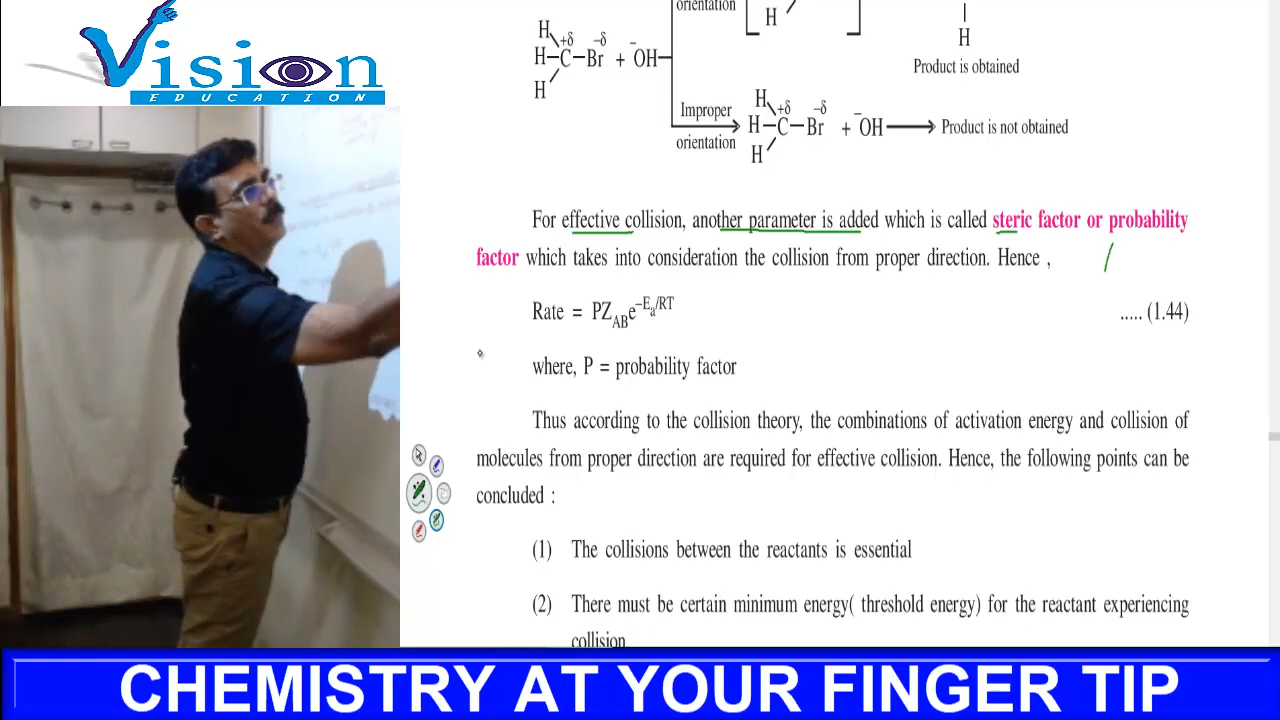 Vision
EDUCATION
orientation
H
H
Product is obtained
H +δ −δ
H–C–Br + ⁻OH
H
Improper
orientation
H +δ −δ
H–C–Br + ⁻OH → Product is not obtained
H
For effective collision, another parameter is added which is called steric factor or probability
factor which takes into consideration the collision from proper direction. Hence ,
Rate = PZ_AB e^−Ea/RT ..... (1.44)
where, P = probability factor
Thus according to the collision theory, the combinations of activation energy and collision of
molecules from proper direction are required for effective collision. Hence, the following points can be
concluded :
(1) The collisions between the reactants is essential
(2) There must be certain minimum energy( threshold energy) for the reactant experiencing
collision
CHEMISTRY AT YOUR FINGER TIP